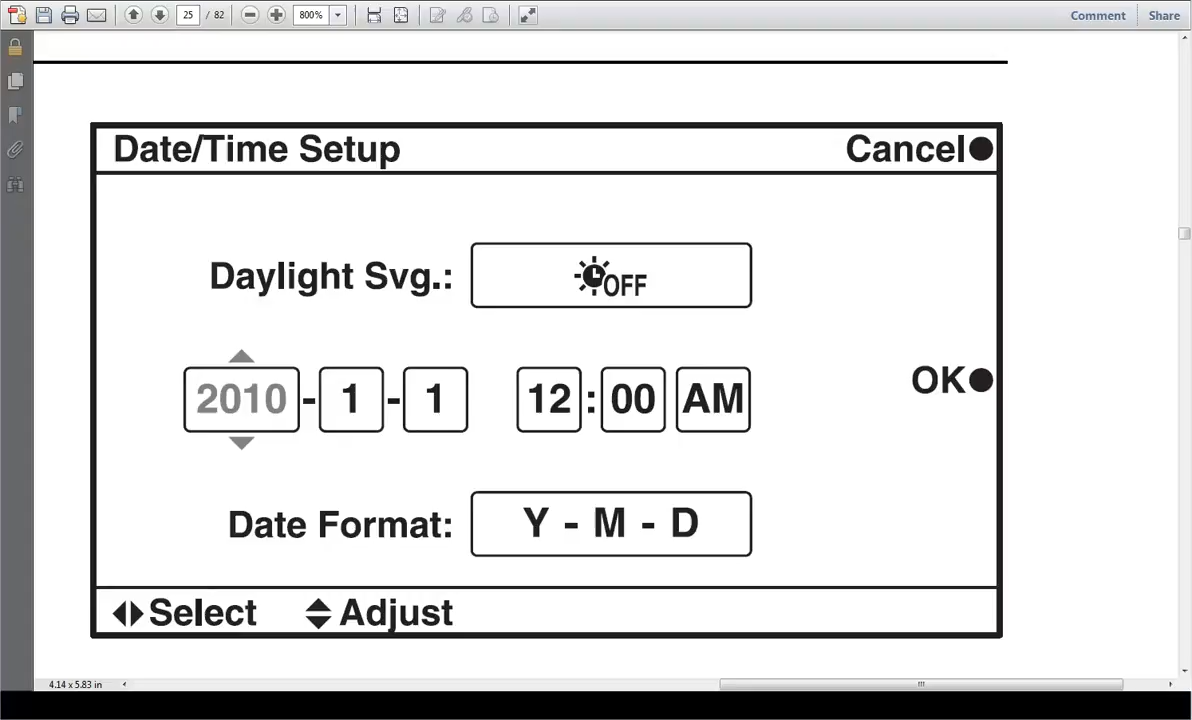 25 / 82 800% Comment Share
Date/Time Setup Cancel
Daylight Svg.: OFF
2010 - 1 - 1 12 : 00 AM
OK
Date Format: Y - M - D
Select Adjust
4.14 x 5.83 in